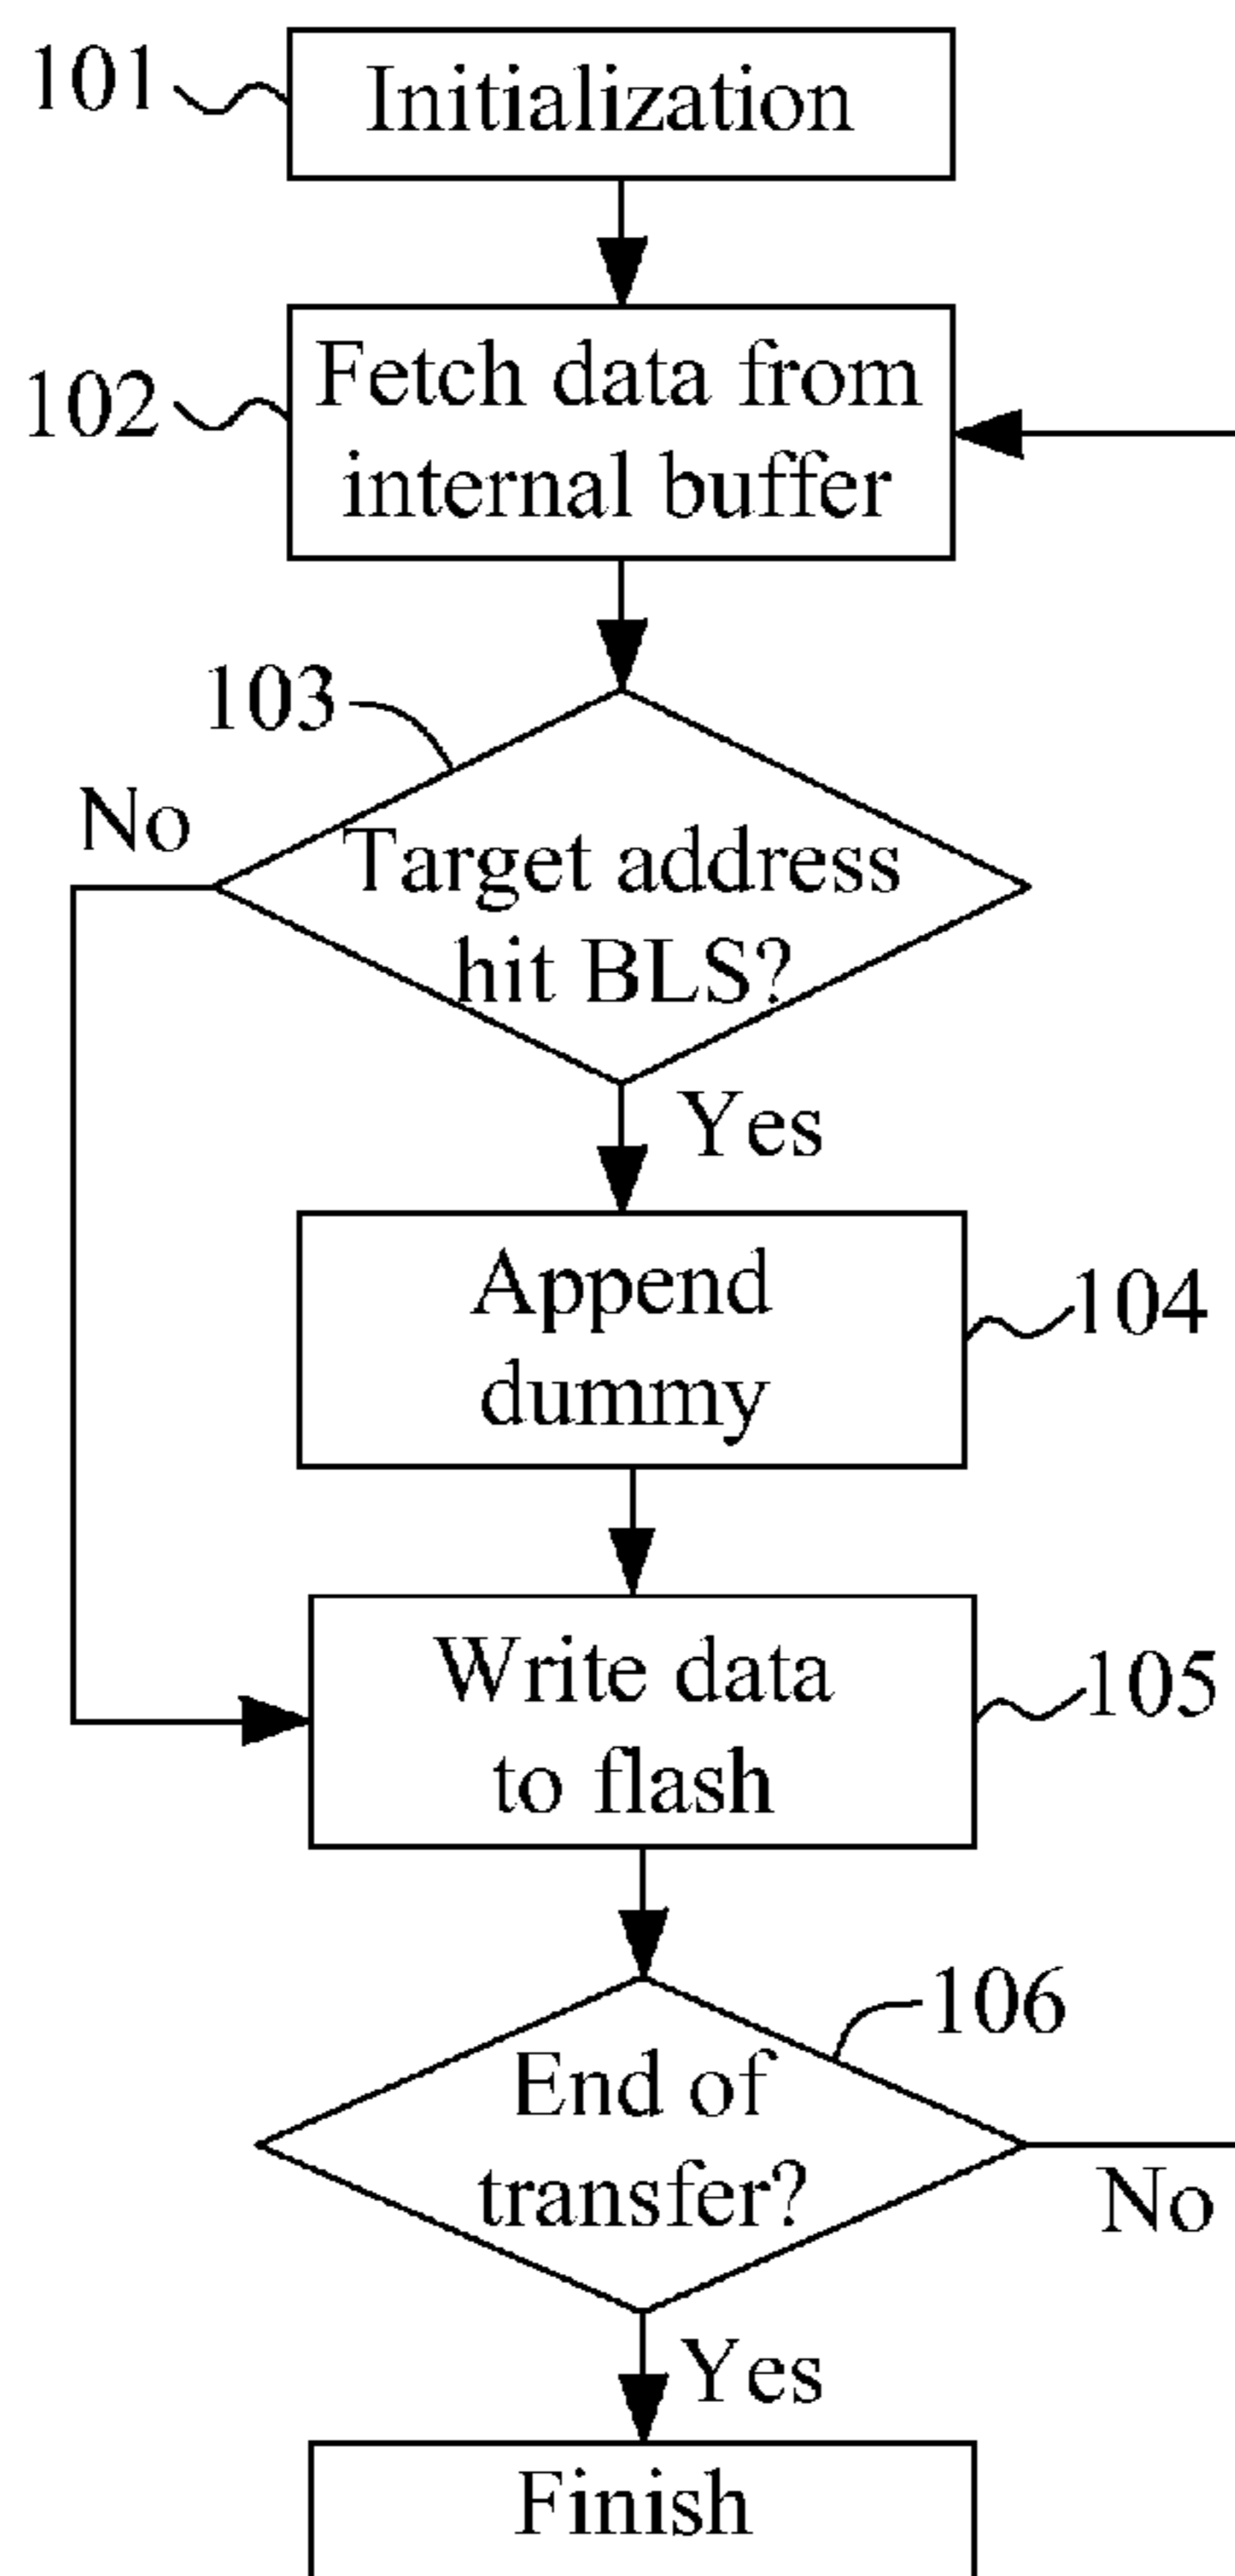 101
Initialization
102
Fetch data from
internal buffer
103
No
Target address
hit BLS?
Yes
Append
dummy
104
Write data
to flash
105
106
End of
transfer?
No
Yes
Finish